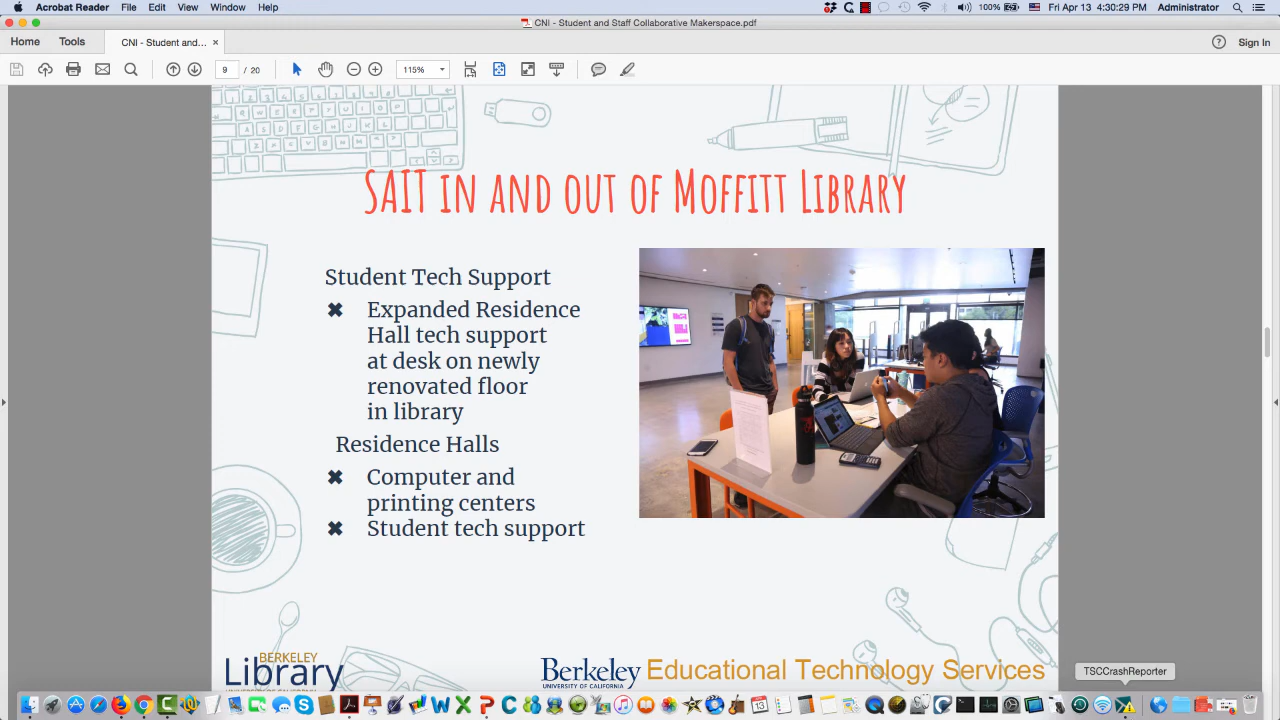 Acrobat Reader File Edit View Window Help 100% Fri Apr 13 4:30:29 PM Administrator
CNI - Student and Staff Collaborative Makerspace.pdf
Home Tools CNI - Student and... × Sign In
9 / 20 115%
SAIT in and out of Moffitt Library
Student Tech Support
✖ Expanded Residence
Hall tech support
at desk on newly
renovated floor
in library
Residence Halls
✖ Computer and
printing centers
✖ Student tech support
BERKELEY
Library
Berkeley Educational Technology Services
UNIVERSITY OF CALIFORNIA
TSCCrashReporter